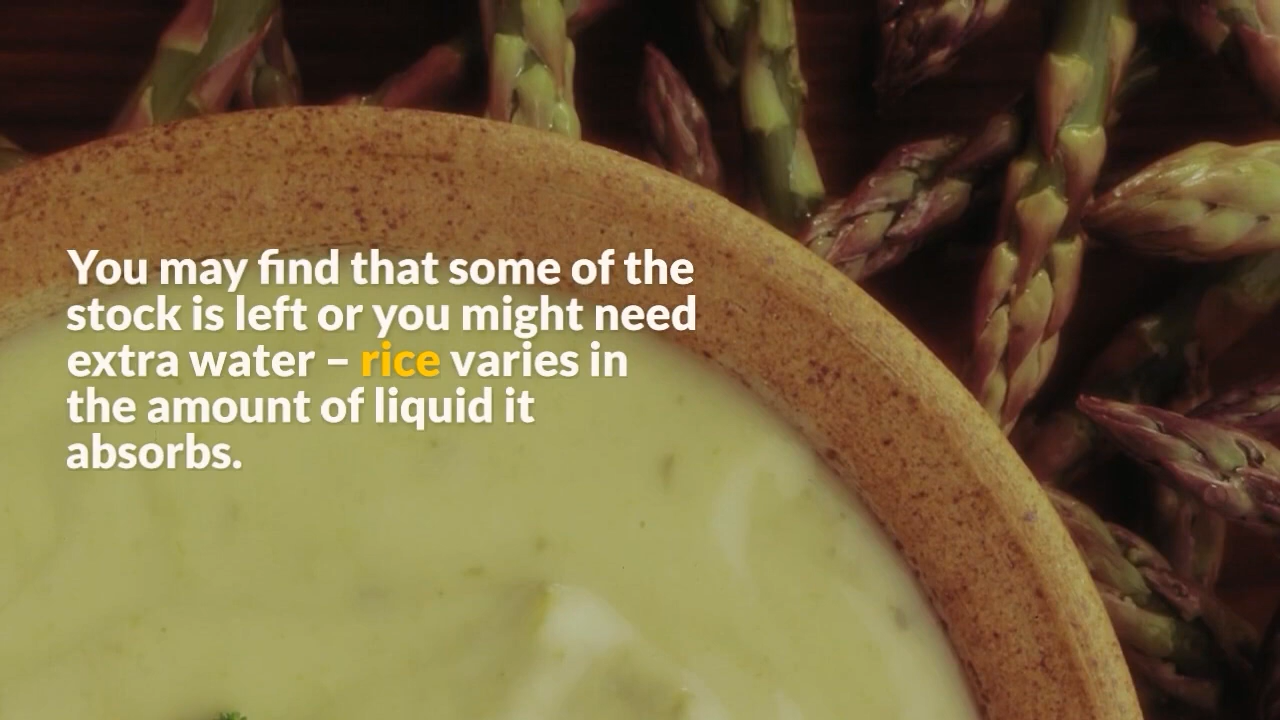 You may find that some of the
stock is left or you might need
extra water – rice varies in
the amount of liquid it
absorbs.